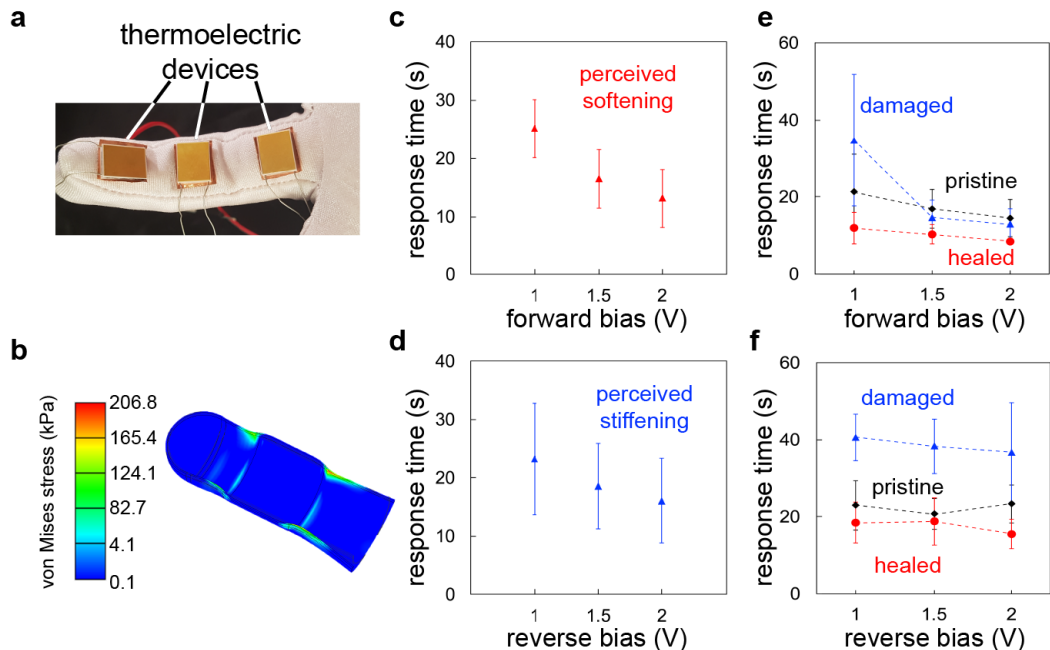 a
thermoelectric
devices
b
von Mises stress (kPa)
206.8
165.4
124.1
82.7
4.1
0.1
c
response time (s)
40
30
20
10
0
perceived
softening
1 1.5 2
forward bias (V)
d
response time (s)
40
30
20
10
0
perceived
stiffening
1 1.5 2
reverse bias (V)
e
response time (s)
60
40
20
0
damaged
pristine
healed
1 1.5 2
forward bias (V)
f
response time (s)
60
40
20
0
damaged
pristine
healed
1 1.5 2
reverse bias (V)